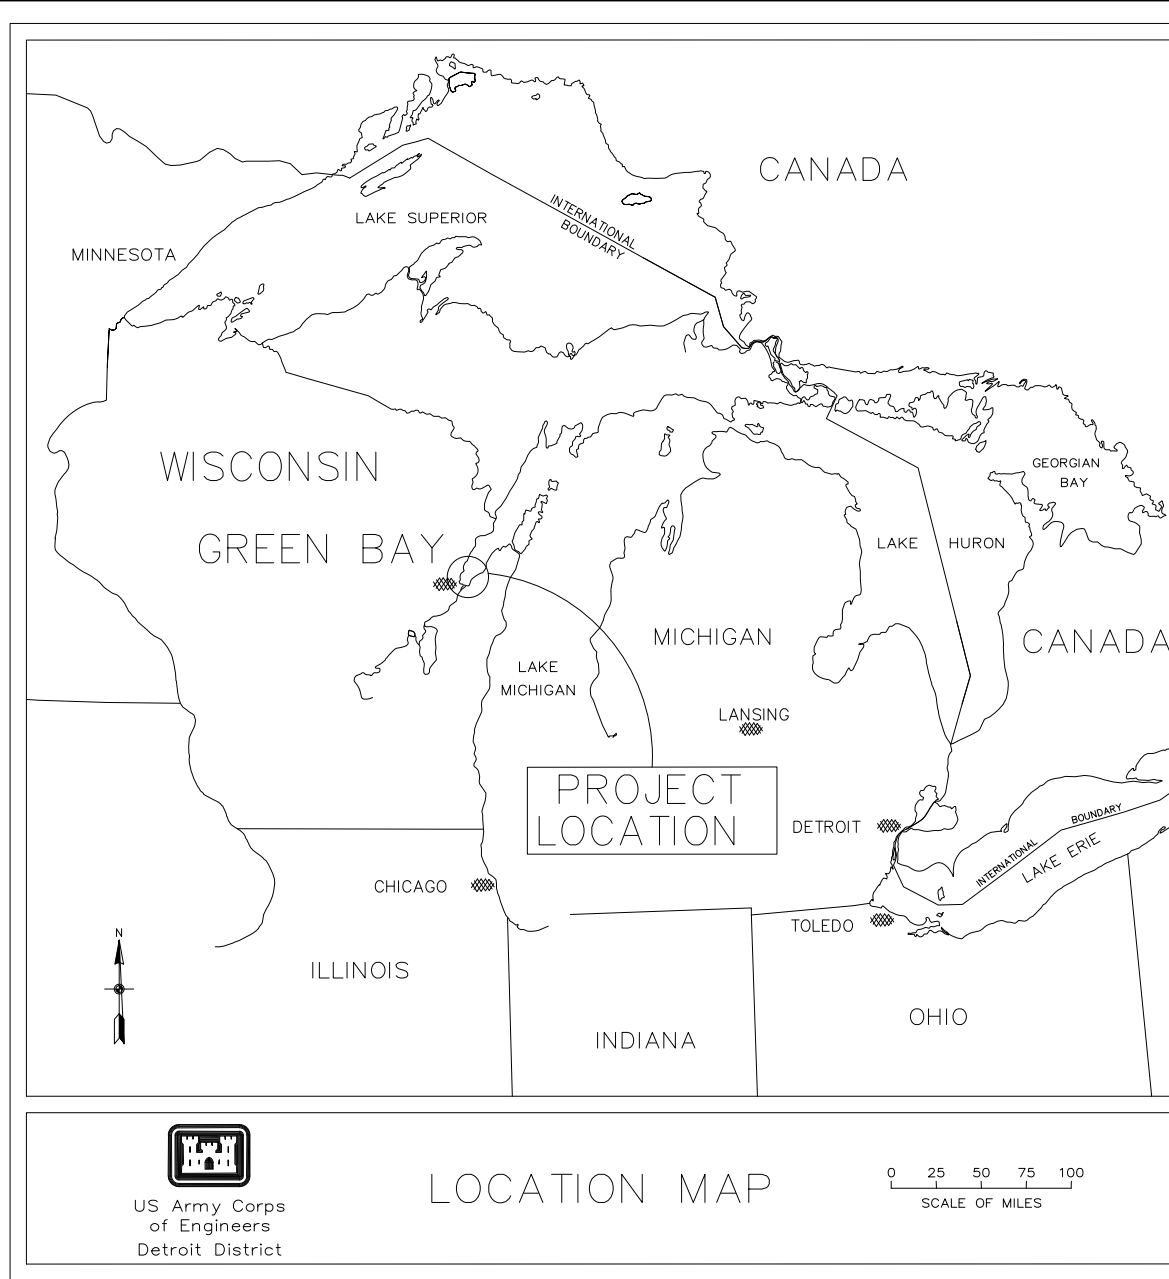 CANADA
INTERNATIONAL
BOUNDARY
LAKE SUPERIOR
MINNESOTA
WISCONSIN
GEORGIAN
BAY
GREEN BAY
LAKE HURON
MICHIGAN
CANADA
LAKE
MICHIGAN
LANSING
PROJECT
LOCATION
DETROIT
INTERNATIONAL
BOUNDARY
LAKE ERIE
CHICAGO
TOLEDO
N
ILLINOIS
OHIO
INDIANA
US Army Corps
of Engineers
Detroit District
LOCATION MAP
0 25 50 75 100
SCALE OF MILES